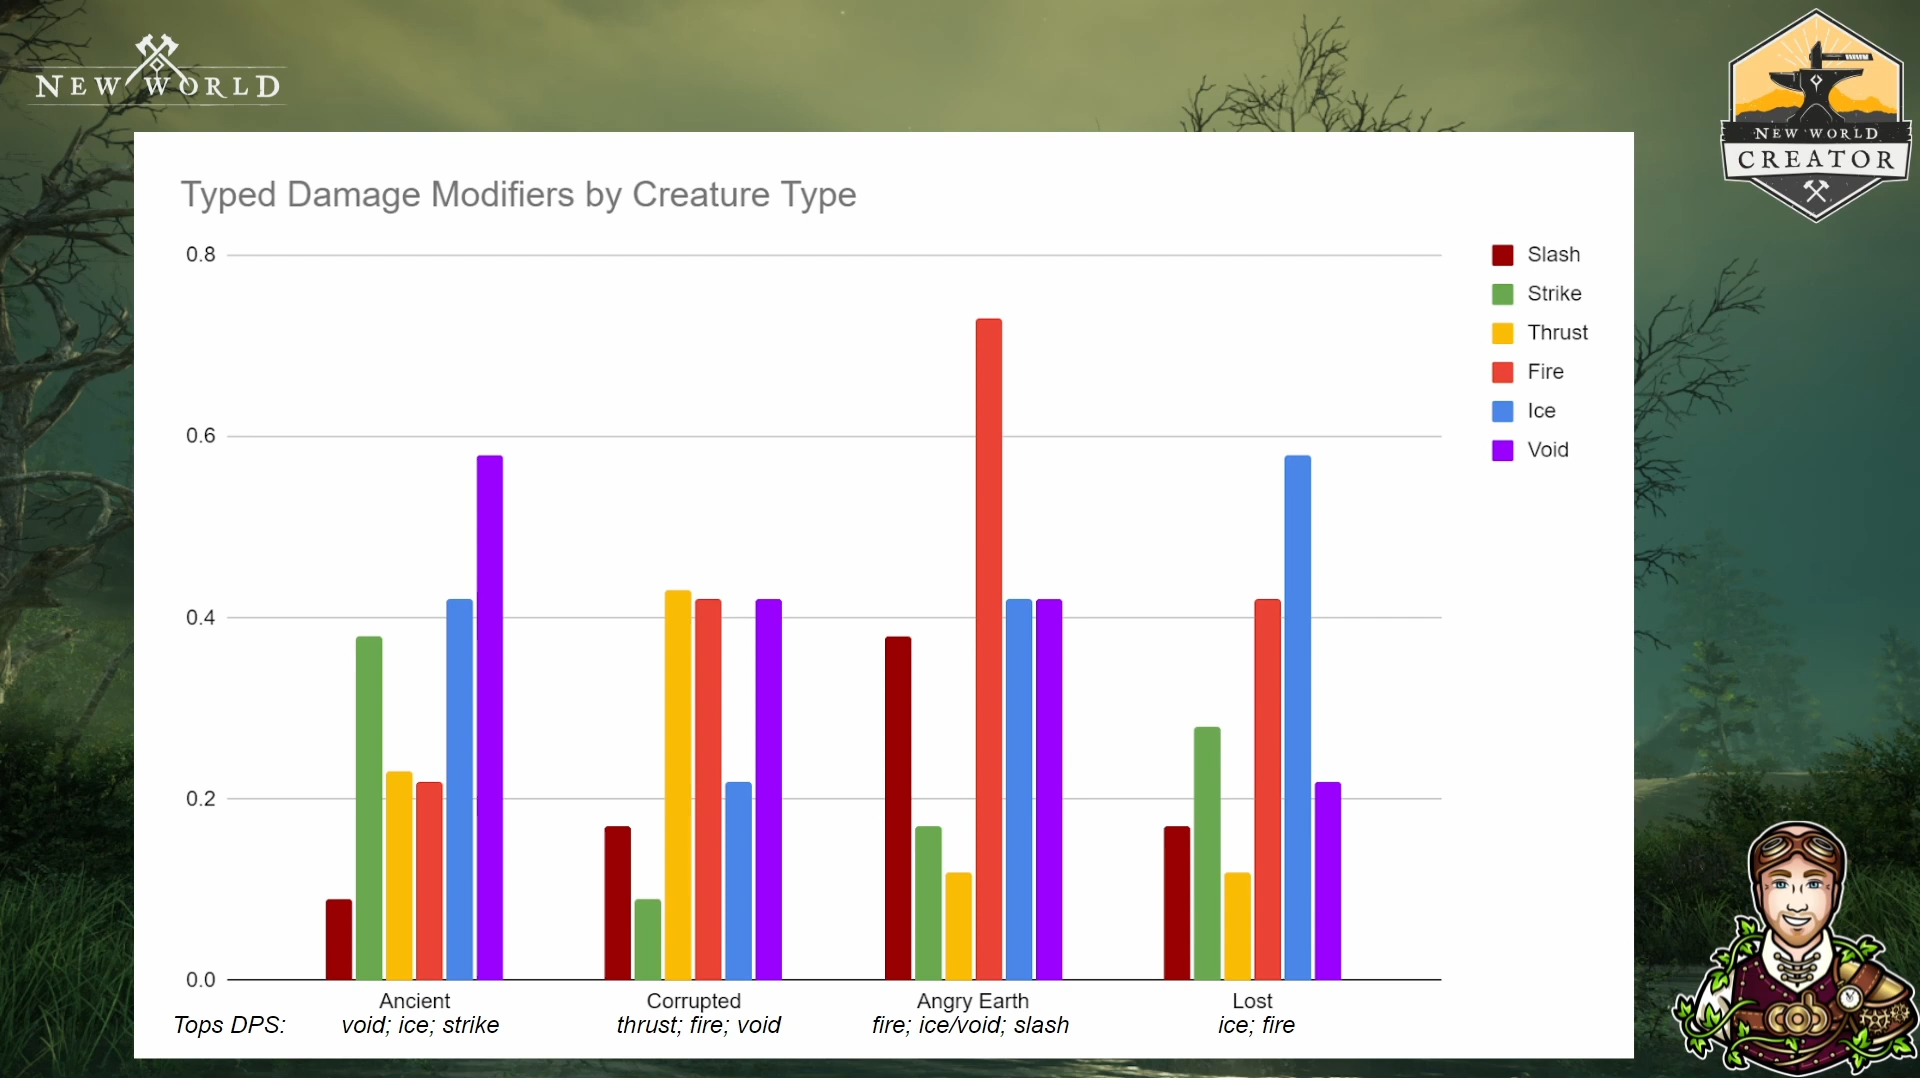 NEW WORLD
NEW WORLD
CREATOR
Typed Damage Modifiers by Creature Type
0.8
0.6
0.4
0.2
0.0
Slash
Strike
Thrust
Fire
Ice
Void
Ancient
Corrupted
Angry Earth
Lost
Tops DPS:
void; ice; strike
thrust; fire; void
fire; ice/void; slash
ice; fire